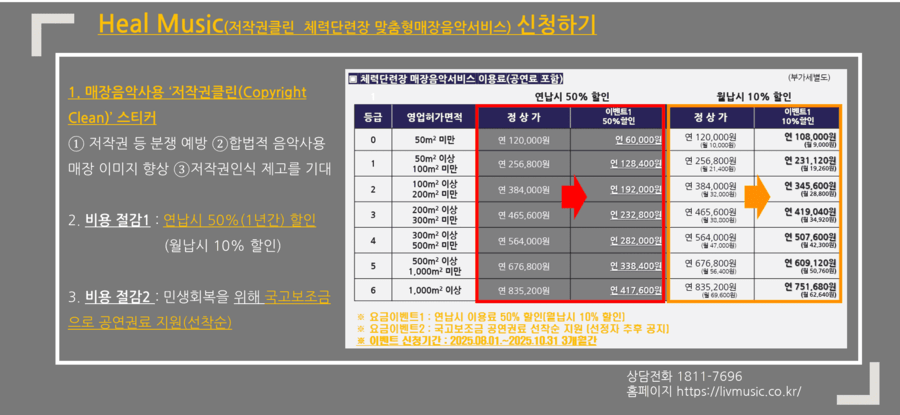 Heal Music(저작권클린 체력단련장 맞춤형매장음악서비스) 신청하기
1. 매장음악사용 '저작권클린(Copyright
Clean)' 스티커
① 저작권 등 분쟁 예방 ②합법적 음악사용
매장 이미지 향상 ③저작권인식 제고를 기대
2. 비용 절감1 : 연납시 50%(1년간) 할인
(월납시 10% 할인)
3. 비용 절감2 : 민생회복을 위해 국고보조금
으로 공연권료 지원(선착순)
▣ 체력단련장 매장음악서비스 이용료(공연료 포함)
(부가세별도)
연납시 50% 할인 월납시 10% 할인
등급 영업허가면적 정 상 가 이벤트1 50%할인 정 상 가 이벤트1 10%할인
0 50m² 미만 연 120,000원 연 60,000원 연 120,000원 (월 10,000원) 연 108,000원 (월 9,000원)
1 50m² 이상 100m² 미만 연 256,800원 연 128,400원 연 256,800원 (월 21,400원) 연 231,120원 (월 19,260원)
2 100m² 이상 200m² 미만 연 384,000원 연 192,000원 연 384,000원 (월 32,000원) 연 345,600원 (월 28,800원)
3 200m² 이상 300m² 미만 연 465,600원 연 232,800원 연 465,600원 (월 38,800원) 연 419,040원 (월 34,920원)
4 300m² 이상 500m² 미만 연 564,000원 연 282,000원 연 564,000원 (월 47,000원) 연 507,600원 (월 42,300원)
5 500m² 이상 1,000m² 미만 연 676,800원 연 338,400원 연 676,800원 (월 56,400원) 연 609,120원 (월 50,760원)
6 1,000m² 이상 연 835,200원 연 417,600원 연 835,200원 (월 69,600원) 연 751,680원 (월 62,640원)
※ 요금이벤트1 : 연납시 이용료 50% 할인(월납시 10% 할인)
※ 요금이벤트2 : 국고보조금 공연권료 선착순 지원 (선정자 추후 공지)
※ 이벤트 신청기간 : 2025.08.01.~2025.10.31 3개월간
상담전화 1811-7696
홈페이지 https://livmusic.co.kr/